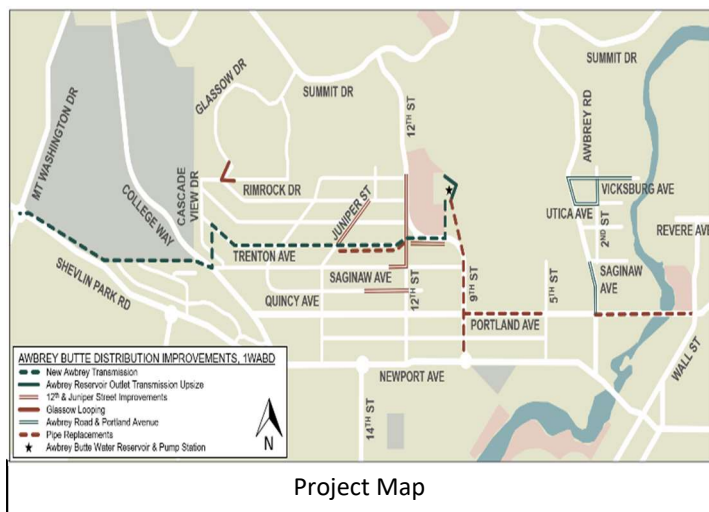 SUMMIT DR
SUMMIT DR
GLASSOW DR
MT WASHINGTON DR
12TH ST
AWBREY RD
COLLEGE WAY
CASCADE
VIEW DR
RIMROCK DR
JUNIPER ST
VICKSBURG AVE
UTICA AVE
2ND ST
REVERE AVE
TRENTON AVE
SHEVLIN PARK RD
SAGINAW AVE
SAGINAW
AVE
QUINCY AVE
12TH ST
9TH ST
5TH ST
PORTLAND AVE
WALL ST
NEWPORT AVE
14TH ST
AWBREY BUTTE DISTRIBUTION IMPROVEMENTS, 1WABD
New Awbrey Transmission
Awbrey Reservoir Outlet Transmission Upsize
12th & Juniper Street Improvements
Glassow Looping
Awbrey Road & Portland Avenue
Pipe Replacements
Awbrey Butte Water Reservoir & Pump Station
N
Project Map